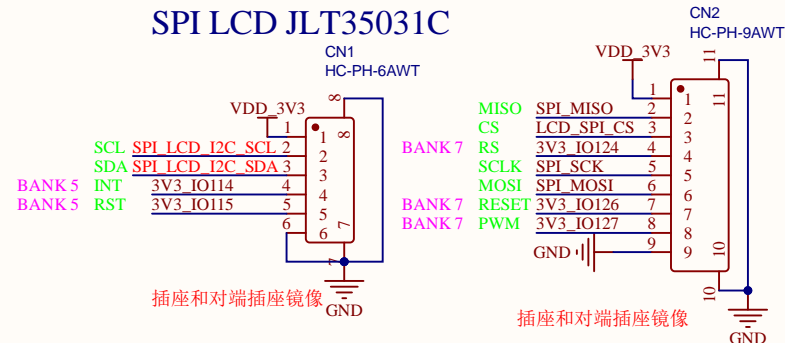 SPI LCD JLT35031C
CN1
HC-PH-6AWT
VDD_3V3
8
8
1
1
SCL SPI_LCD_I2C_SCL 2
2
SDA SPI_LCD_I2C_SDA 3
3
BANK 5 INT 3V3_IO114 4
4
BANK 5 RST 3V3_IO115 5
5
6
6
7
7
插座和对端插座镜像
GND
CN2
HC-PH-9AWT
VDD_3V3
11
11
1
1
MISO SPI_MISO 2
2
CS LCD_SPI_CS 3
3
BANK 7 RS 3V3_IO124 4
4
SCLK SPI_SCK 5
5
MOSI SPI_MOSI 6
6
BANK 7 RESET 3V3_IO126 7
7
BANK 7 PWM 3V3_IO127 8
8
GND 9
9
10
10
插座和对端插座镜像
GND